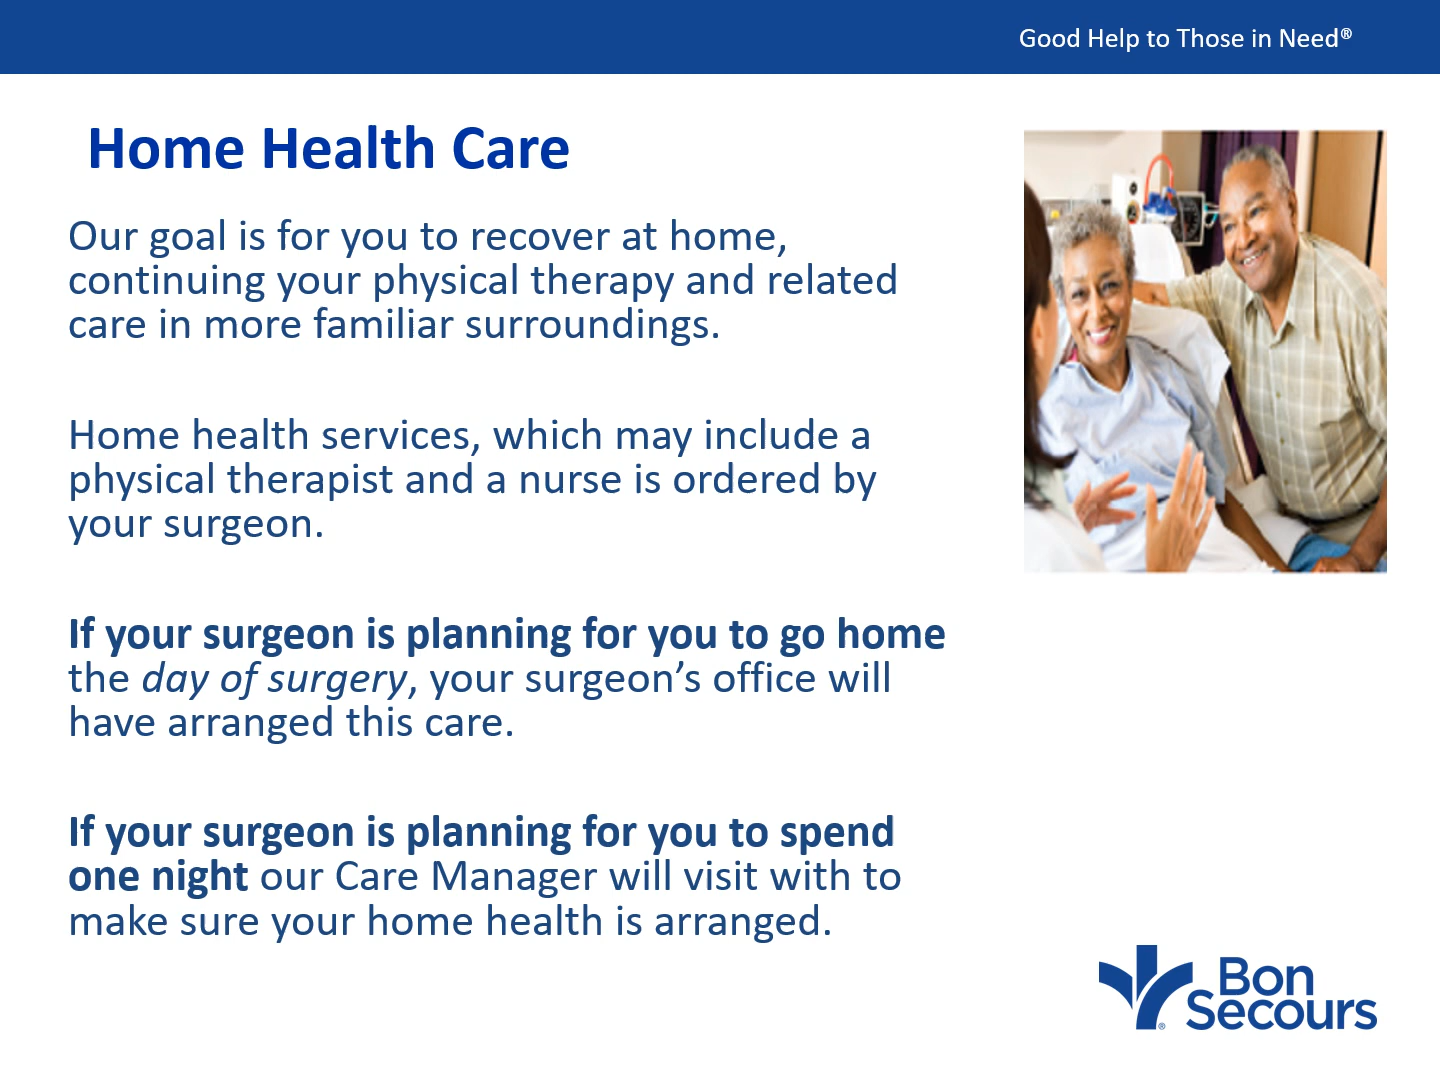 Good Help to Those in Need®
Home Health Care
Our goal is for you to recover at home,
continuing your physical therapy and related
care in more familiar surroundings.
Home health services, which may include a
physical therapist and a nurse is ordered by
your surgeon.
If your surgeon is planning for you to go home
the day of surgery, your surgeon’s office will
have arranged this care.
If your surgeon is planning for you to spend
one night our Care Manager will visit with to
make sure your home health is arranged.
Bon
Secours
®